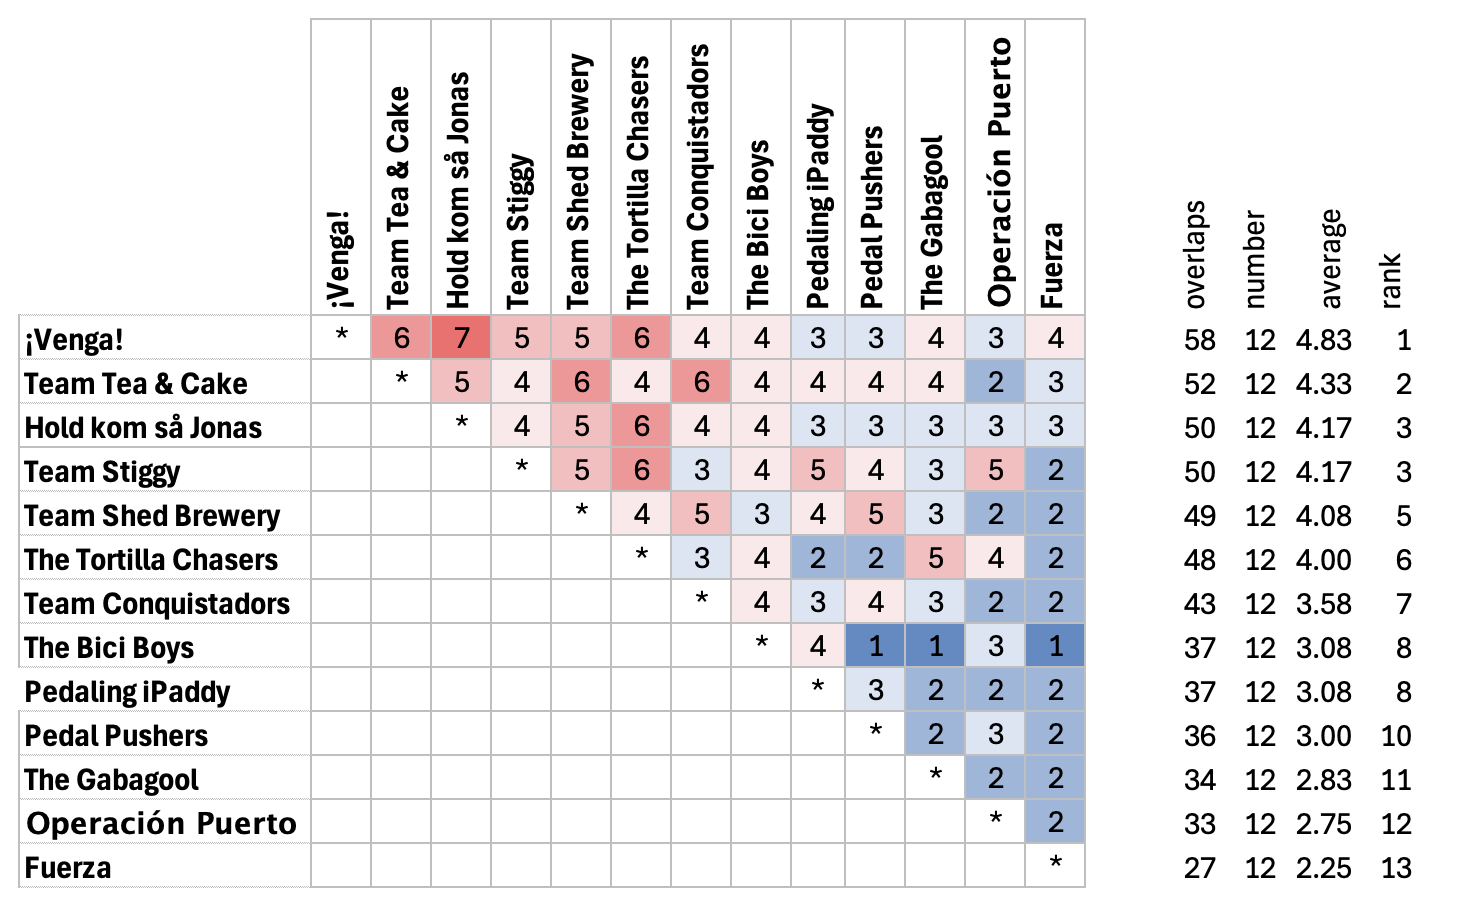 ¡Venga! Team Tea & Cake Hold kom så Jonas Team Stiggy Team Shed Brewery The Tortilla Chasers Team Conquistadors The Bici Boys Pedaling iPaddy Pedal Pushers The Gabagool Operación Puerto Fuerza overlaps number average rank
¡Venga! * 6 7 5 5 6 4 4 3 3 4 3 4 58 12 4.83 1
Team Tea & Cake * 5 4 6 4 6 4 4 4 4 2 3 52 12 4.33 2
Hold kom så Jonas * 4 5 6 4 4 3 3 3 3 3 50 12 4.17 3
Team Stiggy * 5 6 3 4 5 4 3 5 2 50 12 4.17 3
Team Shed Brewery * 4 5 3 4 5 3 2 2 49 12 4.08 5
The Tortilla Chasers * 3 4 2 2 5 4 2 48 12 4.00 6
Team Conquistadors * 4 3 4 3 2 2 43 12 3.58 7
The Bici Boys * 4 1 1 3 1 37 12 3.08 8
Pedaling iPaddy * 3 2 2 2 37 12 3.08 8
Pedal Pushers * 2 3 2 36 12 3.00 10
The Gabagool * 2 2 34 12 2.83 11
Operación Puerto * 2 33 12 2.75 12
Fuerza * 27 12 2.25 13